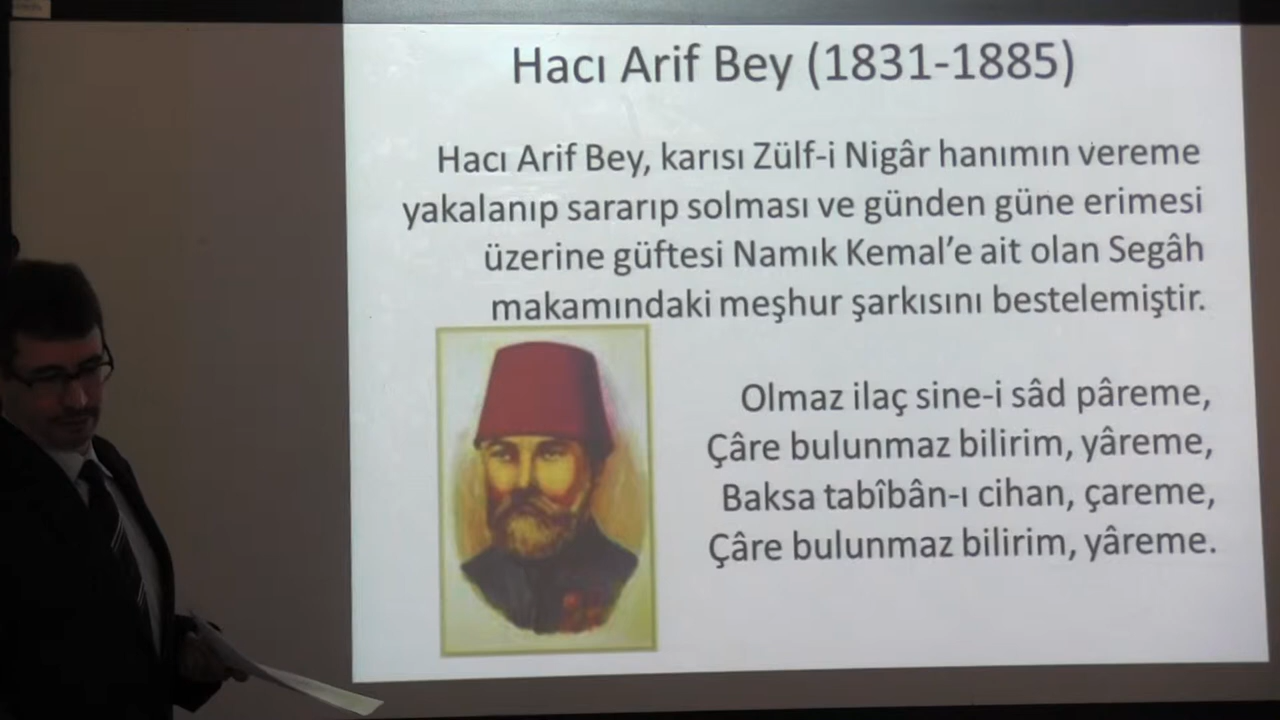 Hacı Arif Bey (1831-1885)
Hacı Arif Bey, karısı Zülf-i Nigâr hanımın vereme
yakalanıp sararıp solması ve günden güne erimesi
üzerine güftesi Namık Kemal’e ait olan Segâh
makamındaki meşhur şarkısını bestelemiştir.
Olmaz ilaç sine-i sâd pâreme,
Çâre bulunmaz bilirim, yâreme,
Baksa tabîbân-ı cihan, çareme,
Çâre bulunmaz bilirim, yâreme.